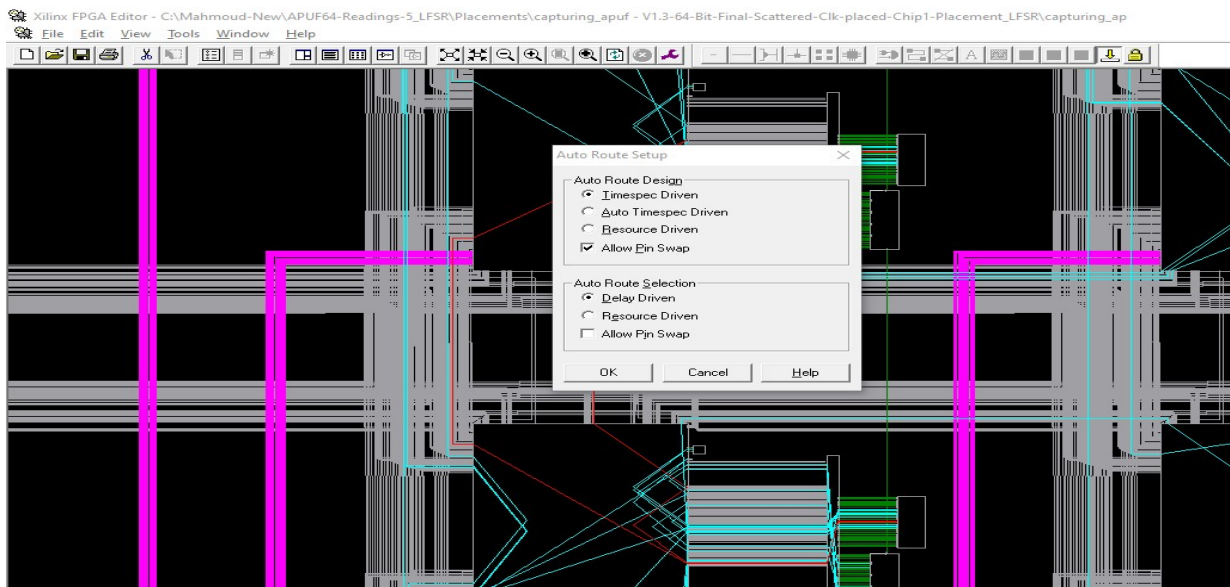 Xilinx FPGA Editor - C:\Mahmoud-New\APUF64-Readings-5_LFSR\Placements\capturing_apuf - V1.3-64-Bit-Final-Scattered-Clk-placed-Chip1-Placement_LFSR\capturing_ap
File Edit View Tools Window Help
A
Auto Route Setup
Auto Route Design
Timespec Driven
Auto Timespec Driven
Resource Driven
Allow Pin Swap
Auto Route Selection
Delay Driven
Resource Driven
Allow Pin Swap
OK Cancel Help